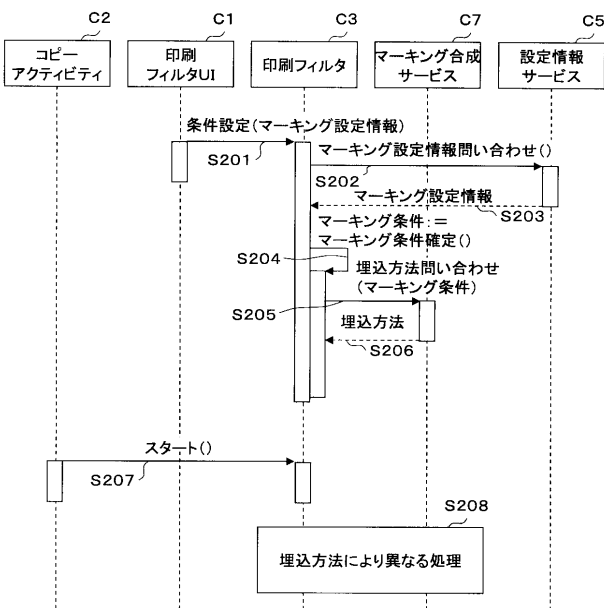 C2
C1
C3
C7
C5
コピー
アクティビティ
印刷
フィルタUI
印刷フィルタ
マーキング合成
サービス
設定情報
サービス
条件設定(マーキング設定情報)
S201
マーキング設定情報問い合わせ()
S202
マーキング設定情報
S203
マーキング条件:=
マーキング条件確定()
S204
埋込方法問い合わせ
(マーキング条件)
S205
埋込方法
S206
スタート()
S207
S208
埋込方法により異なる処理